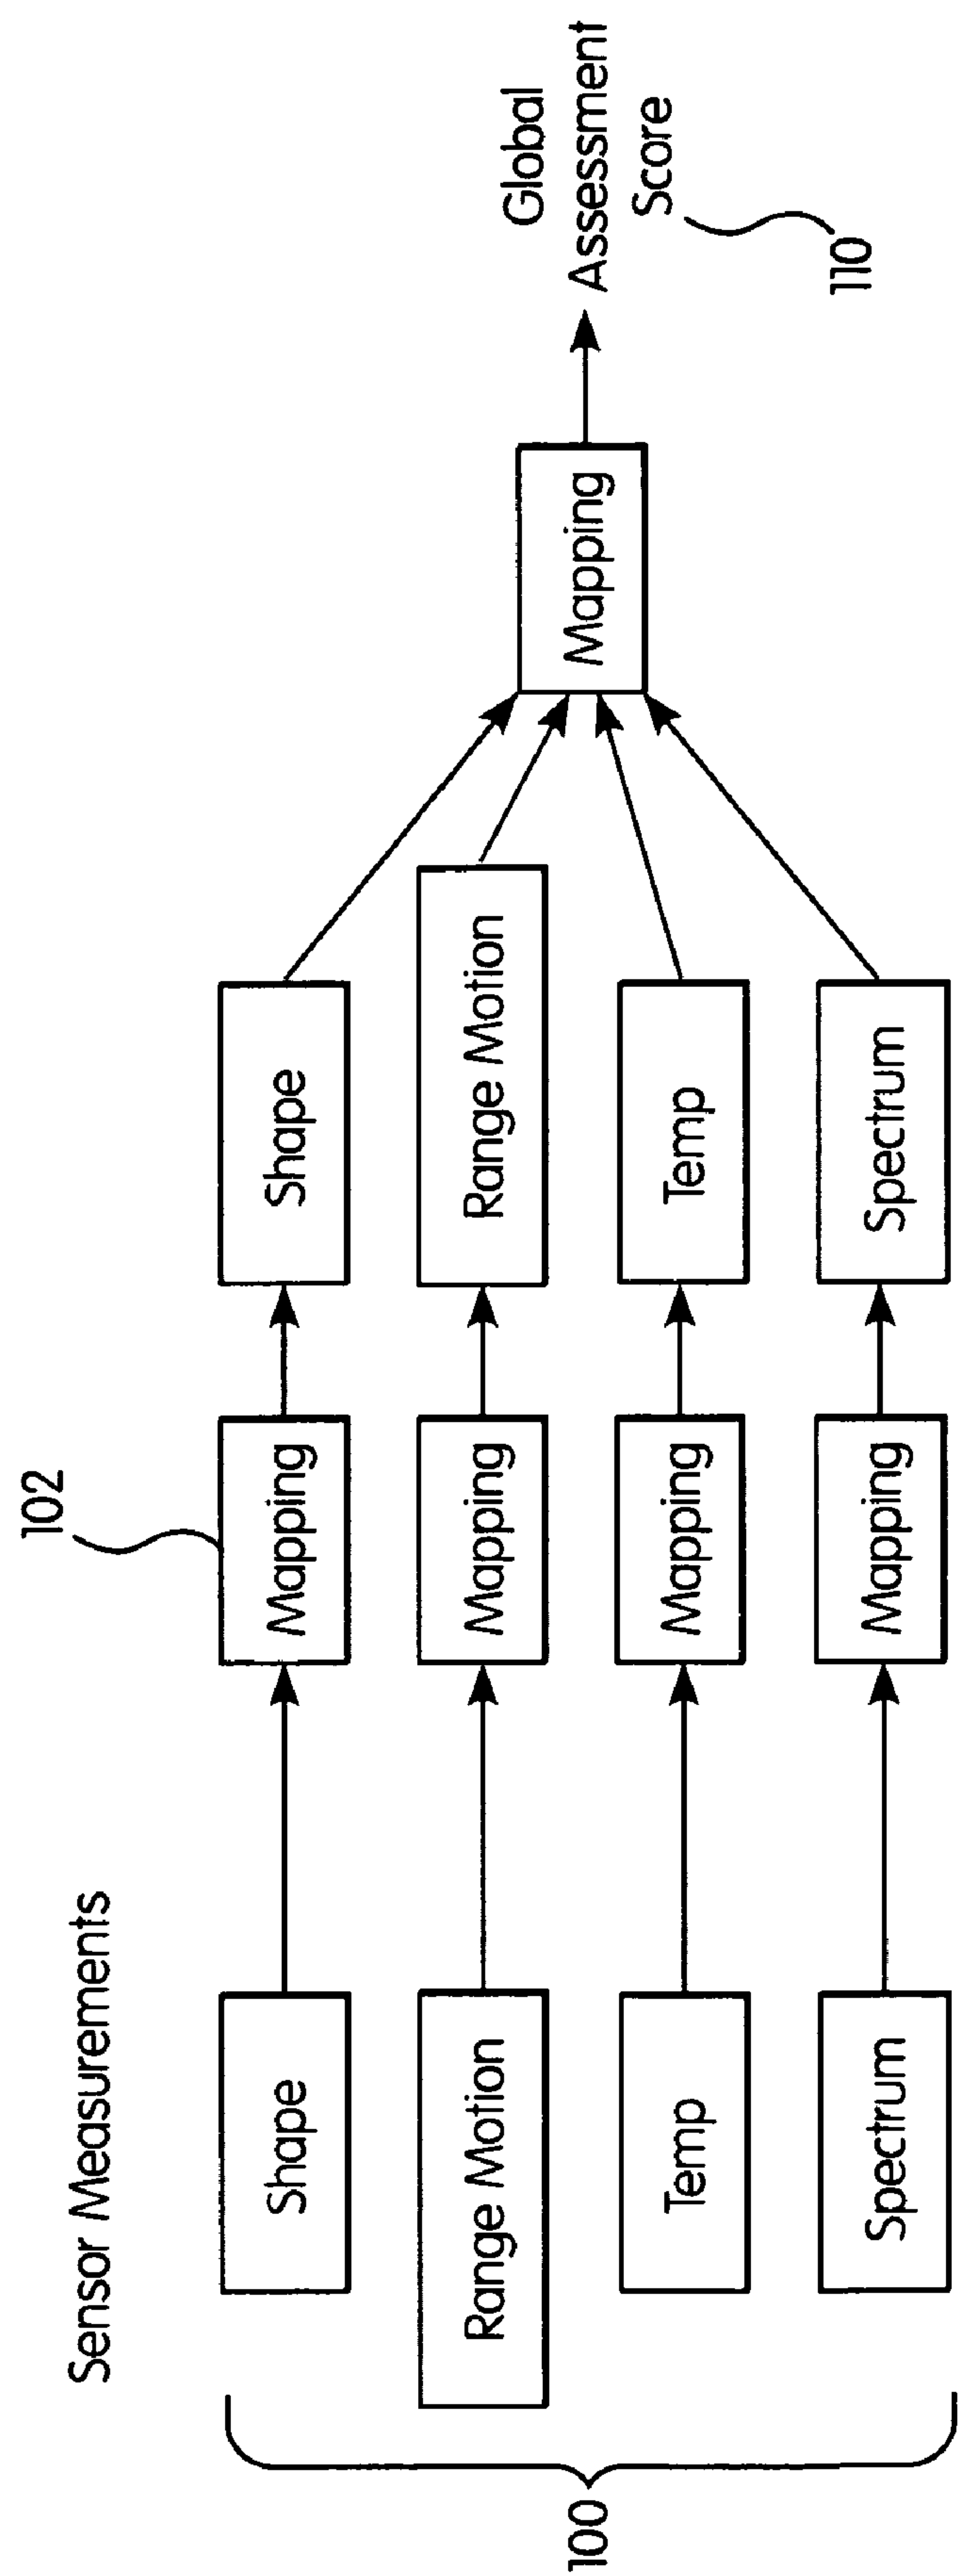 Sensor Measurements
102
100
Shape
Mapping
Shape
Range Motion
Mapping
Range Motion
Temp
Mapping
Temp
Spectrum
Mapping
Spectrum
Mapping
Global
Assessment
Score
110